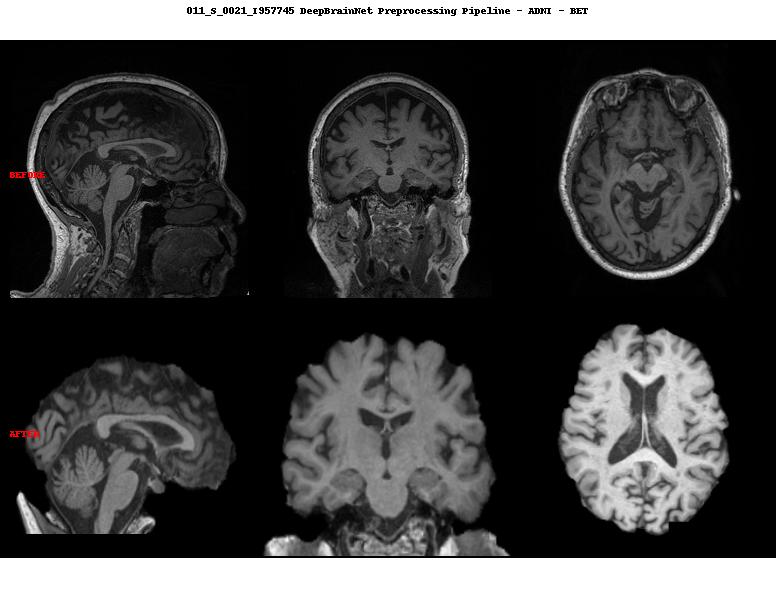 011_S_0021_I957745 DeepBrainNet Preprocessing Pipeline - ADNI - BET
BEFORE
AFTER